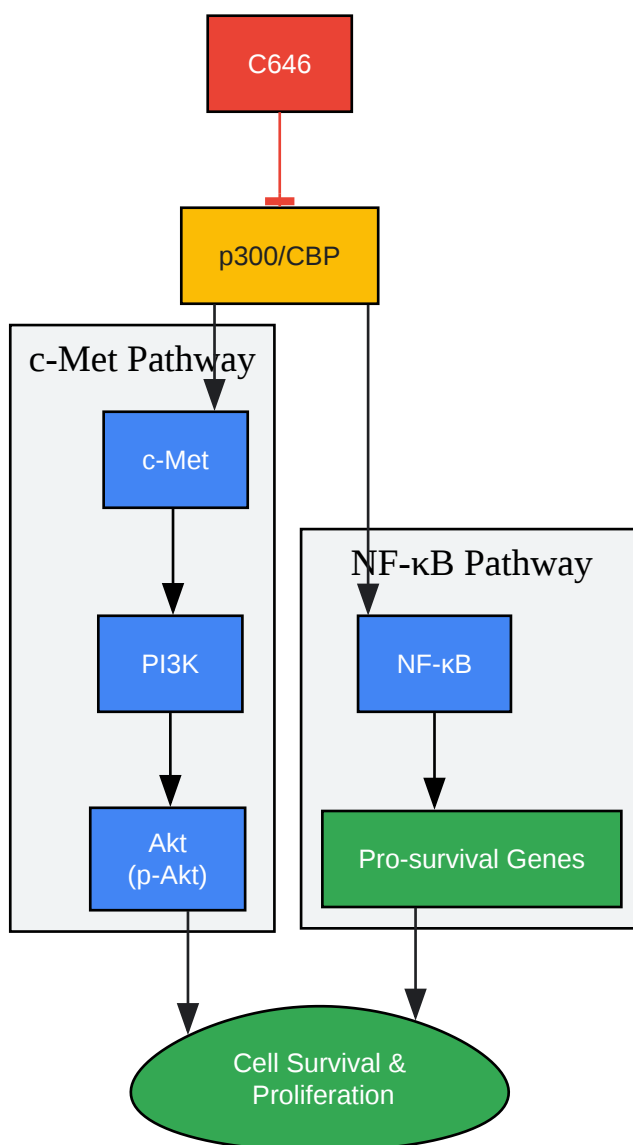 C646
p300/CBP
c-Met Pathway
c-Met
NF-κB Pathway
PI3K
NF-κB
Akt
(p-Akt)
Pro-survival Genes
Cell Survival &
Proliferation